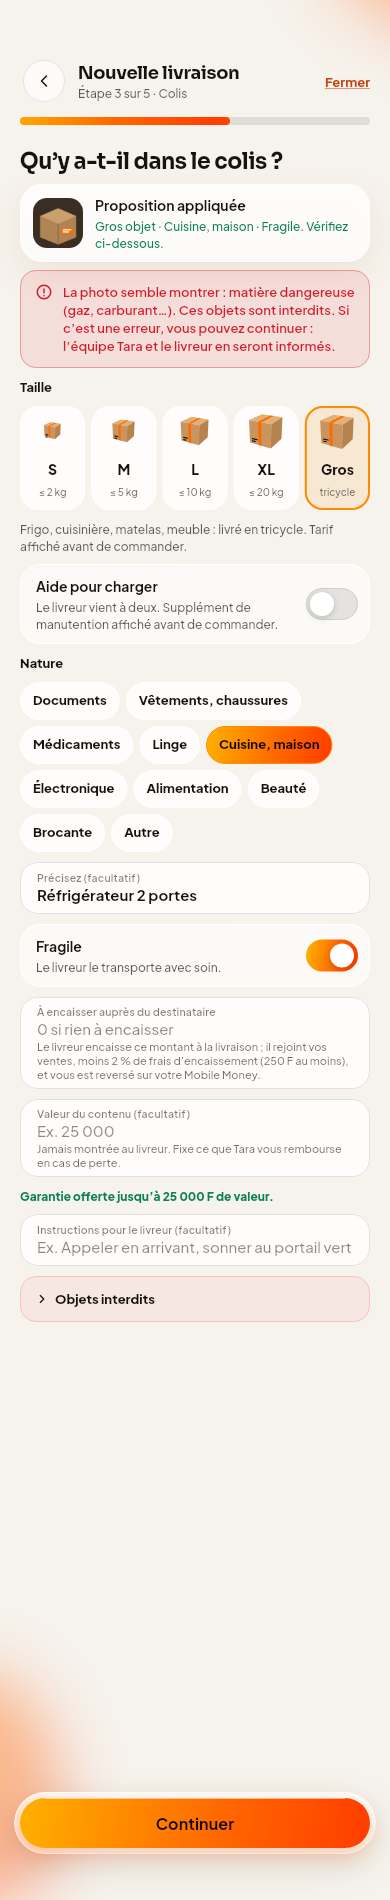 Nouvelle livraison
Étape 3 sur 5 · Colis
Fermer
Qu’y a-t-il dans le colis ?
Proposition appliquée
Gros objet · Cuisine, maison · Fragile. Vérifiez
ci-dessous.
La photo semble montrer : matière dangereuse
(gaz, carburant…). Ces objets sont interdits. Si
c’est une erreur, vous pouvez continuer :
l’équipe Tara et le livreur en seront informés.
Taille
S
≤ 2 kg
M
≤ 5 kg
L
≤ 10 kg
XL
≤ 20 kg
Gros
tricycle
Frigo, cuisinière, matelas, meuble : livré en tricycle. Tarif
affiché avant de commander.
Aide pour charger
Le livreur vient à deux. Supplément de
manutention affiché avant de commander.
Nature
Documents
Vêtements, chaussures
Médicaments
Linge
Cuisine, maison
Électronique
Alimentation
Beauté
Brocante
Autre
Précisez (facultatif)
Réfrigérateur 2 portes
Fragile
Le livreur le transporte avec soin.
À encaisser auprès du destinataire
0 si rien à encaisser
Le livreur encaisse ce montant à la livraison ; il rejoint vos
ventes, moins 2 % de frais d’encaissement (250 F au moins),
et vous est reversé sur votre Mobile Money.
Valeur du contenu (facultatif)
Ex. 25 000
Jamais montrée au livreur. Fixe ce que Tara vous rembourse
en cas de perte.
Garantie offerte jusqu’à 25 000 F de valeur.
Instructions pour le livreur (facultatif)
Ex. Appeler en arrivant, sonner au portail vert
Objets interdits
Continuer